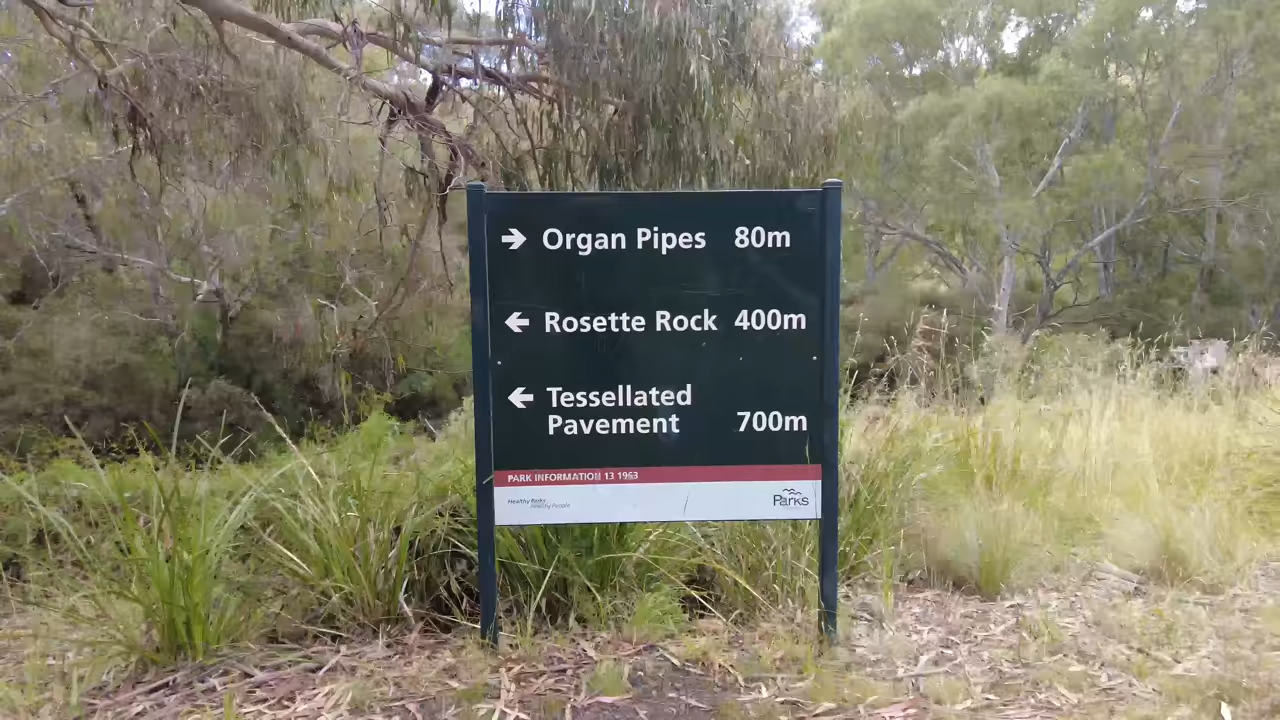 Organ Pipes 80m
Rosette Rock 400m
Tessellated
Pavement 700m
PARK INFORMATION 13 1963
Healthy Parks
Healthy People
Parks